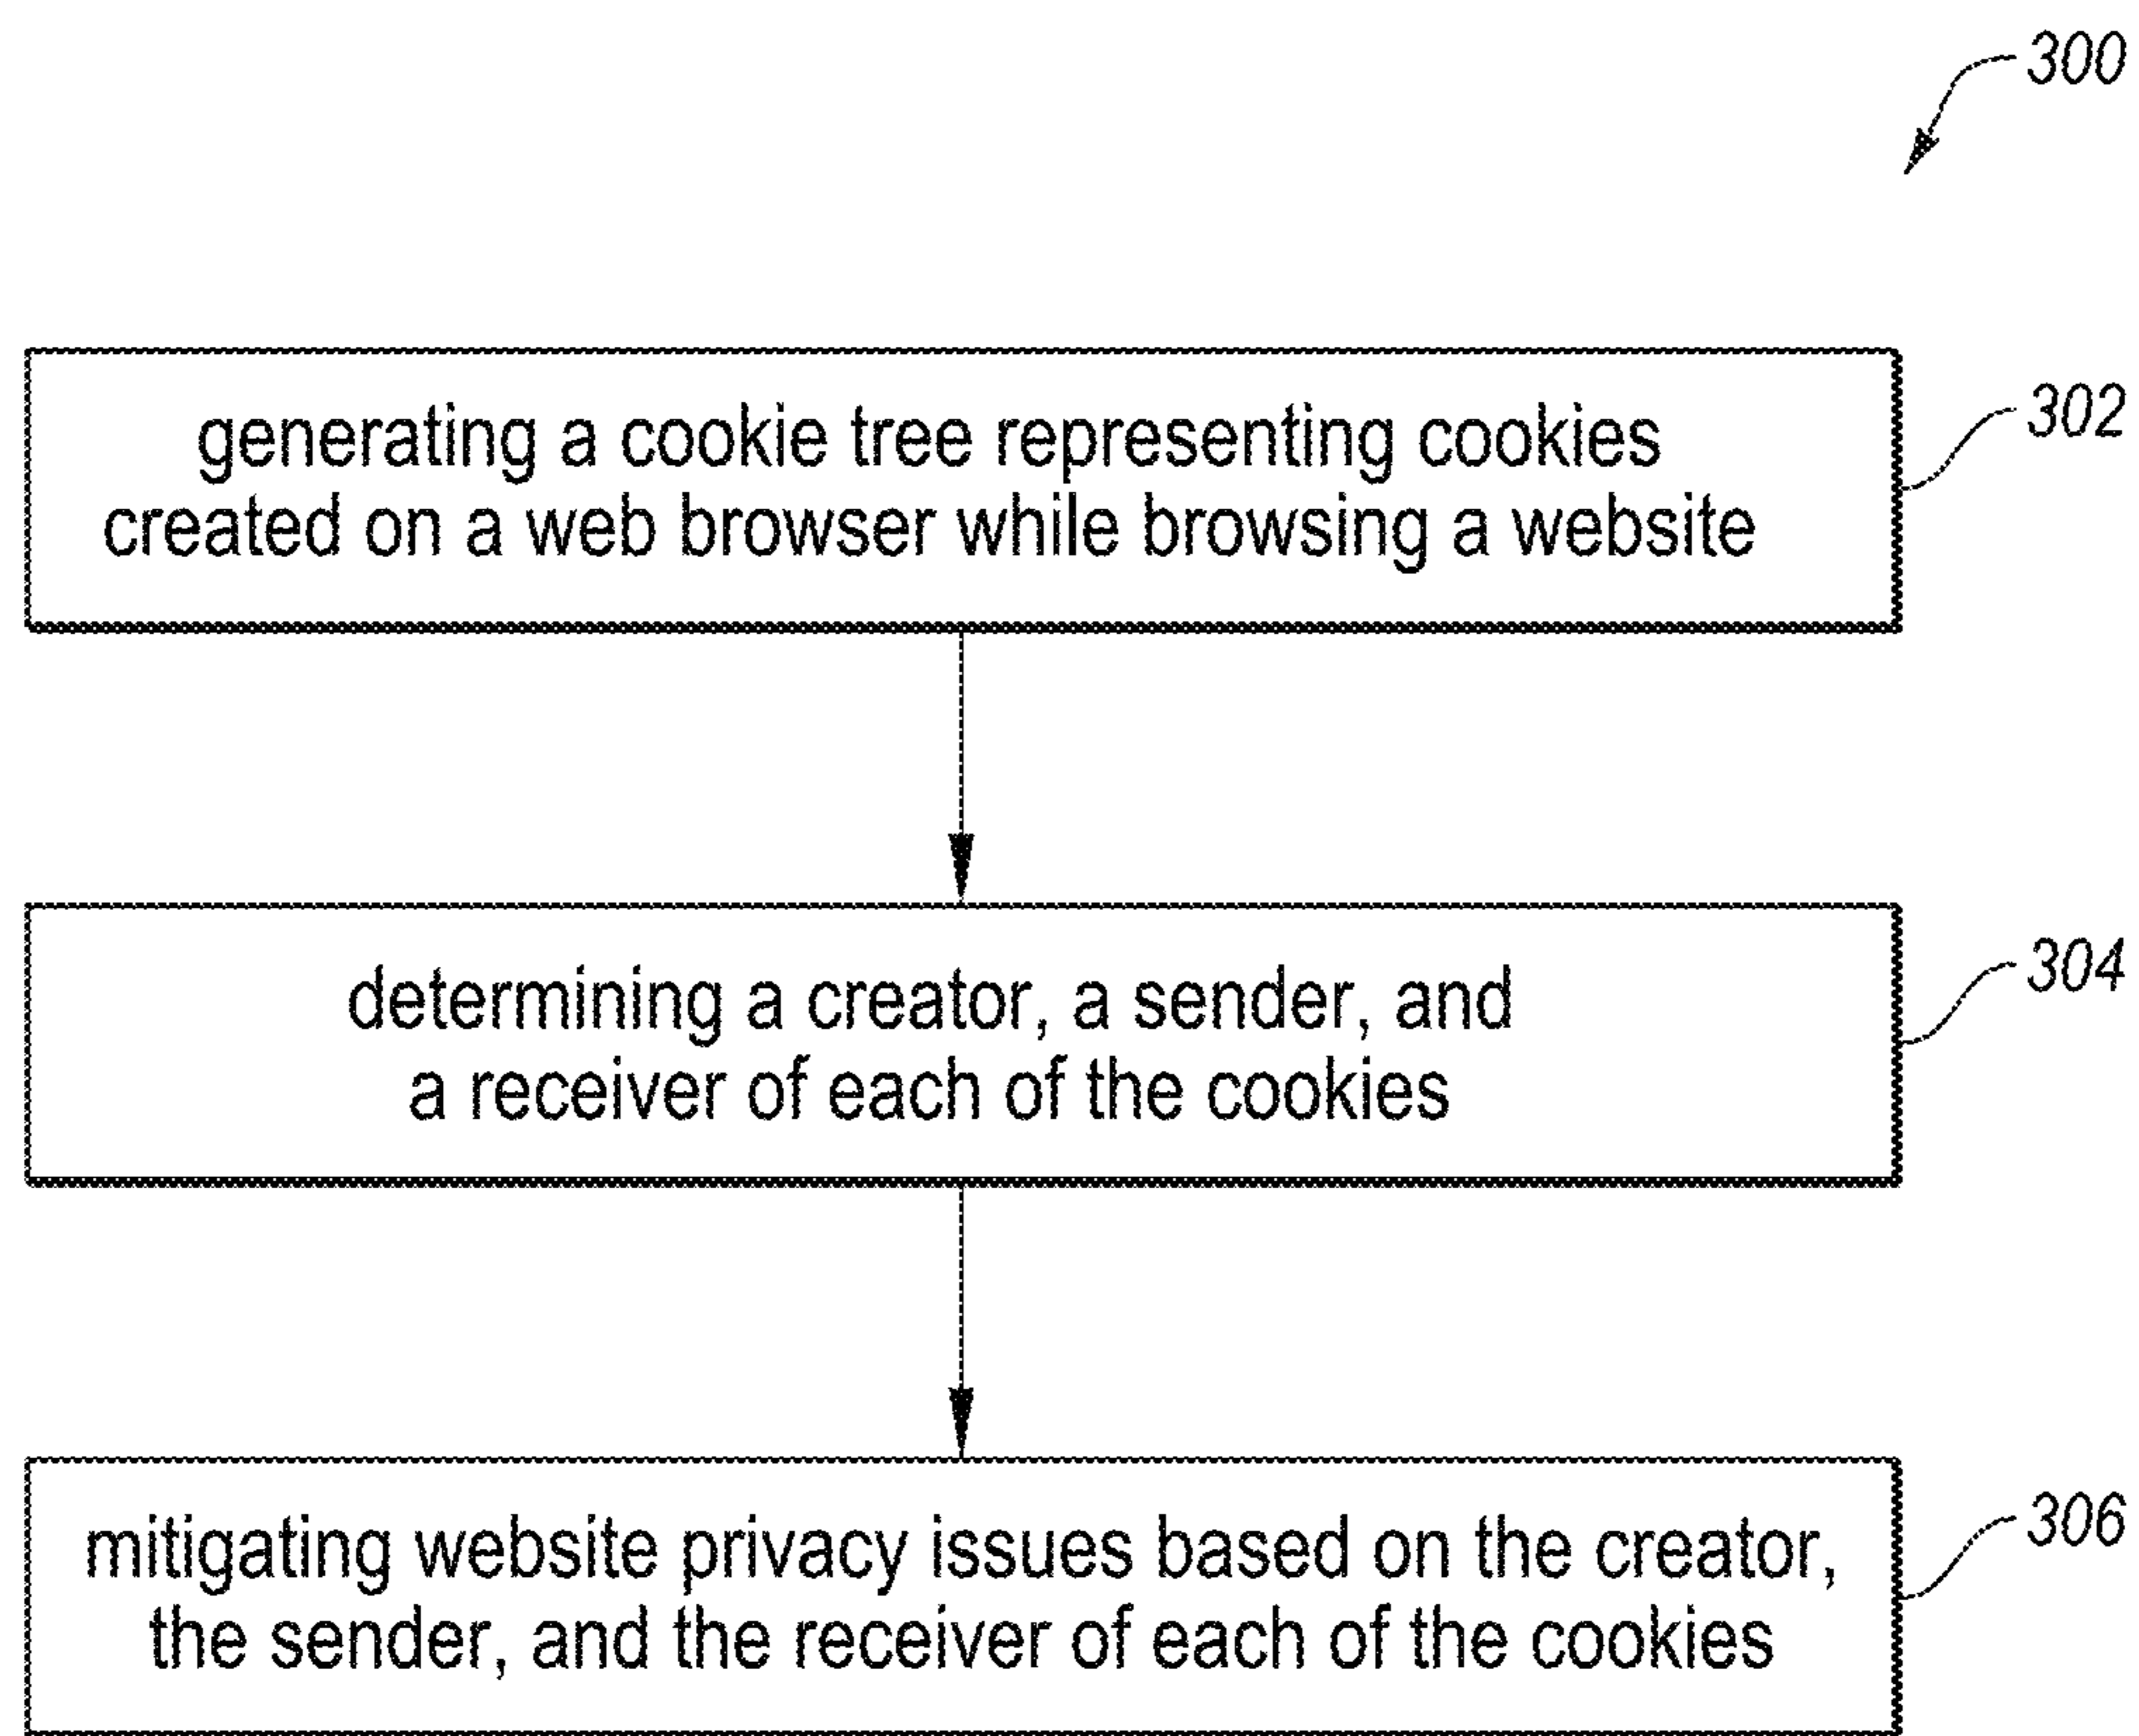 300
generating a cookie tree representing cookies
created on a web browser while browsing a website
302
determining a creator, a sender, and
a receiver of each of the cookies
304
mitigating website privacy issues based on the creator,
the sender, and the receiver of each of the cookies
306